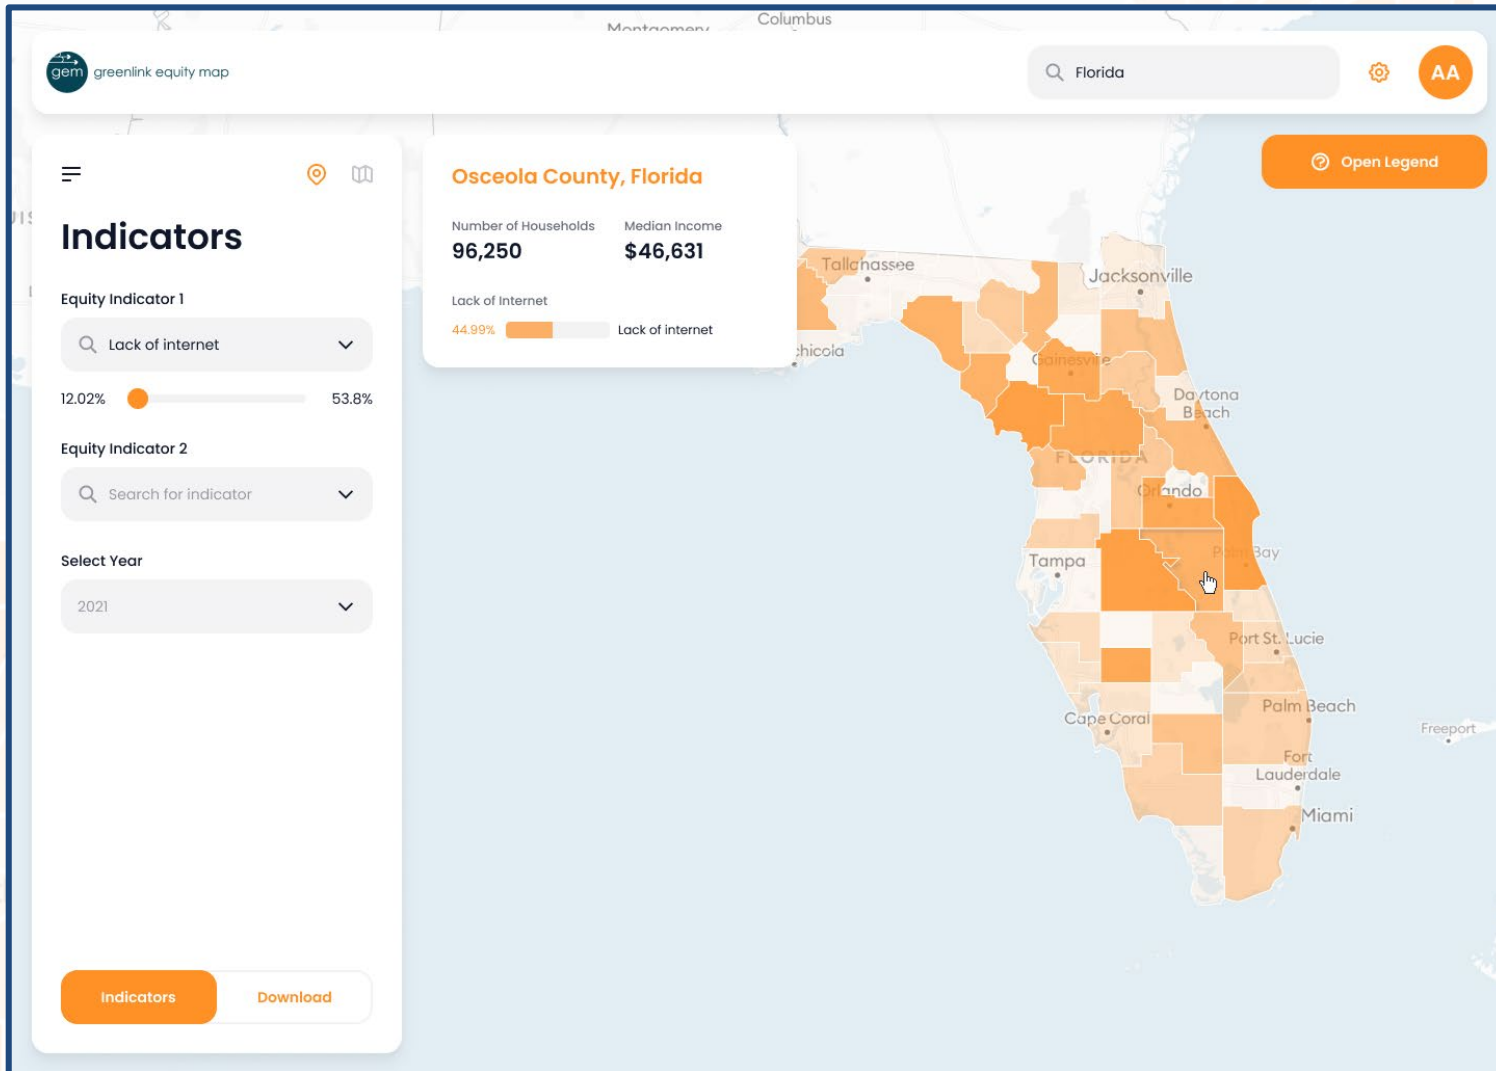 Columbus
Montgomery
gem greenlink equity map
Florida
AA
Open Legend
Indicators
Equity Indicator 1
Lack of internet
12.02%
53.8%
Equity Indicator 2
Search for indicator
Select Year
2021
Indicators
Download
Osceola County, Florida
Number of Households
Median Income
96,250
$46,631
Lack of Internet
44.99%
Lack of internet
Tallahassee
Jacksonville
chicola
Gainesville
Daytona
Beach
FLORIDA
Orlando
Palm Bay
Tampa
Port St. Lucie
Palm Beach
Cape Coral
Freeport
Fort
Lauderdale
Miami